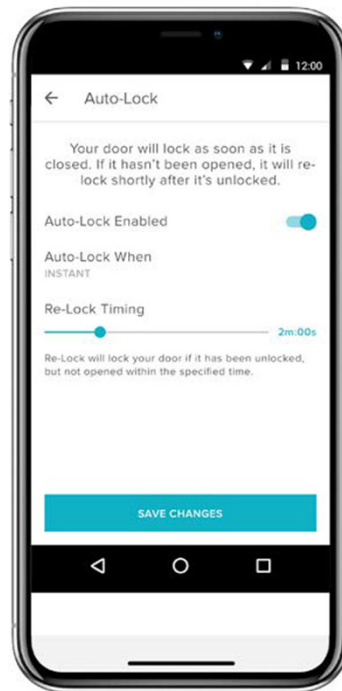 12:00
Auto-Lock
Your door will lock as soon as it is
closed. If it hasn't been opened, it will re-
lock shortly after it's unlocked.
Auto-Lock Enabled
Auto-Lock When
INSTANT
Re-Lock Timing
2m:00s
Re-Lock will lock your door if it has been unlocked,
but not opened within the specified time.
SAVE CHANGES